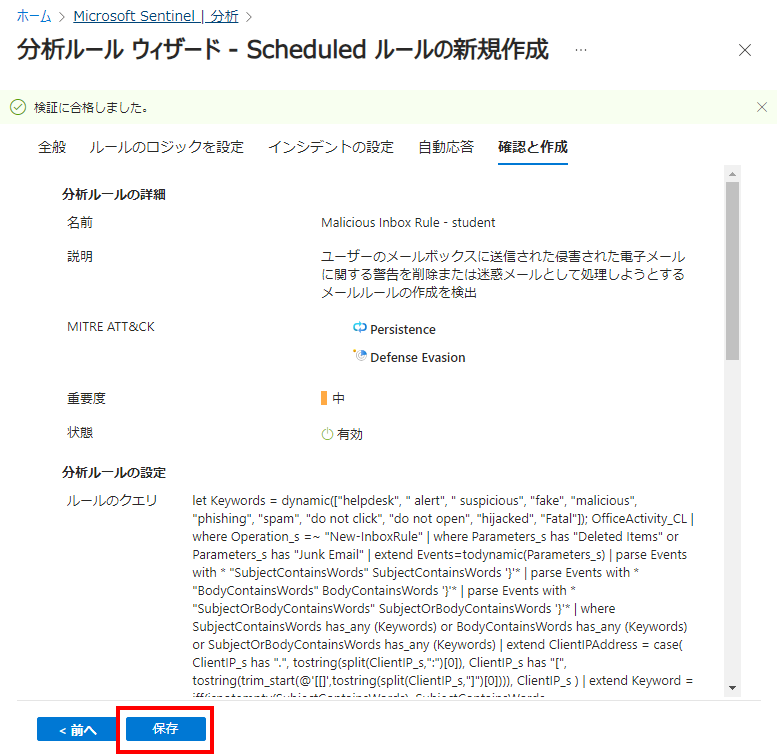 ホーム > Microsoft Sentinel | 分析 >
分析ルール ウィザード - Scheduled ルールの新規作成 ...
検証に合格しました。
全般 ルールのロジックを設定 インシデントの設定 自動応答 確認と作成
分析ルールの詳細
名前 Malicious Inbox Rule - student
説明 ユーザーのメールボックスに送信された侵害された電子メール
に関する警告を削除または迷惑メールとして処理しようとする
メールルールの作成を検出
MITRE ATT&CK Persistence
Defense Evasion
重要度 中
状態 有効
分析ルールの設定
ルールのクエリ let Keywords = dynamic(["helpdesk", " alert", " suspicious", "fake", "malicious",
"phishing", "spam", "do not click", "do not open", "hijacked", "Fatal"]); OfficeActivity_CL |
where Operation_s =~ "New-InboxRule" | where Parameters_s has "Deleted Items" or
Parameters_s has "Junk Email" | extend Events=todynamic(Parameters_s) | parse Events
with * "SubjectContainsWords" SubjectContainsWords '}'* | parse Events with *
"BodyContainsWords" BodyContainsWords '}'* | parse Events with *
"SubjectOrBodyContainsWords" SubjectOrBodyContainsWords '}'* | where
SubjectContainsWords has_any (Keywords) or BodyContainsWords has_any (Keywords)
or SubjectOrBodyContainsWords has_any (Keywords) | extend ClientIPAddress = case(
ClientIP_s has ".", tostring(split(ClientIP_s,":")[0]), ClientIP_s has "[",
tostring(trim_start(@'[[]',tostring(split(ClientIP_s,"]")[0]))), ClientIP_s ) | extend Keyword =
iff(isnotempty(SubjectContainsWords), SubjectContainsWords,
< 前へ 保存